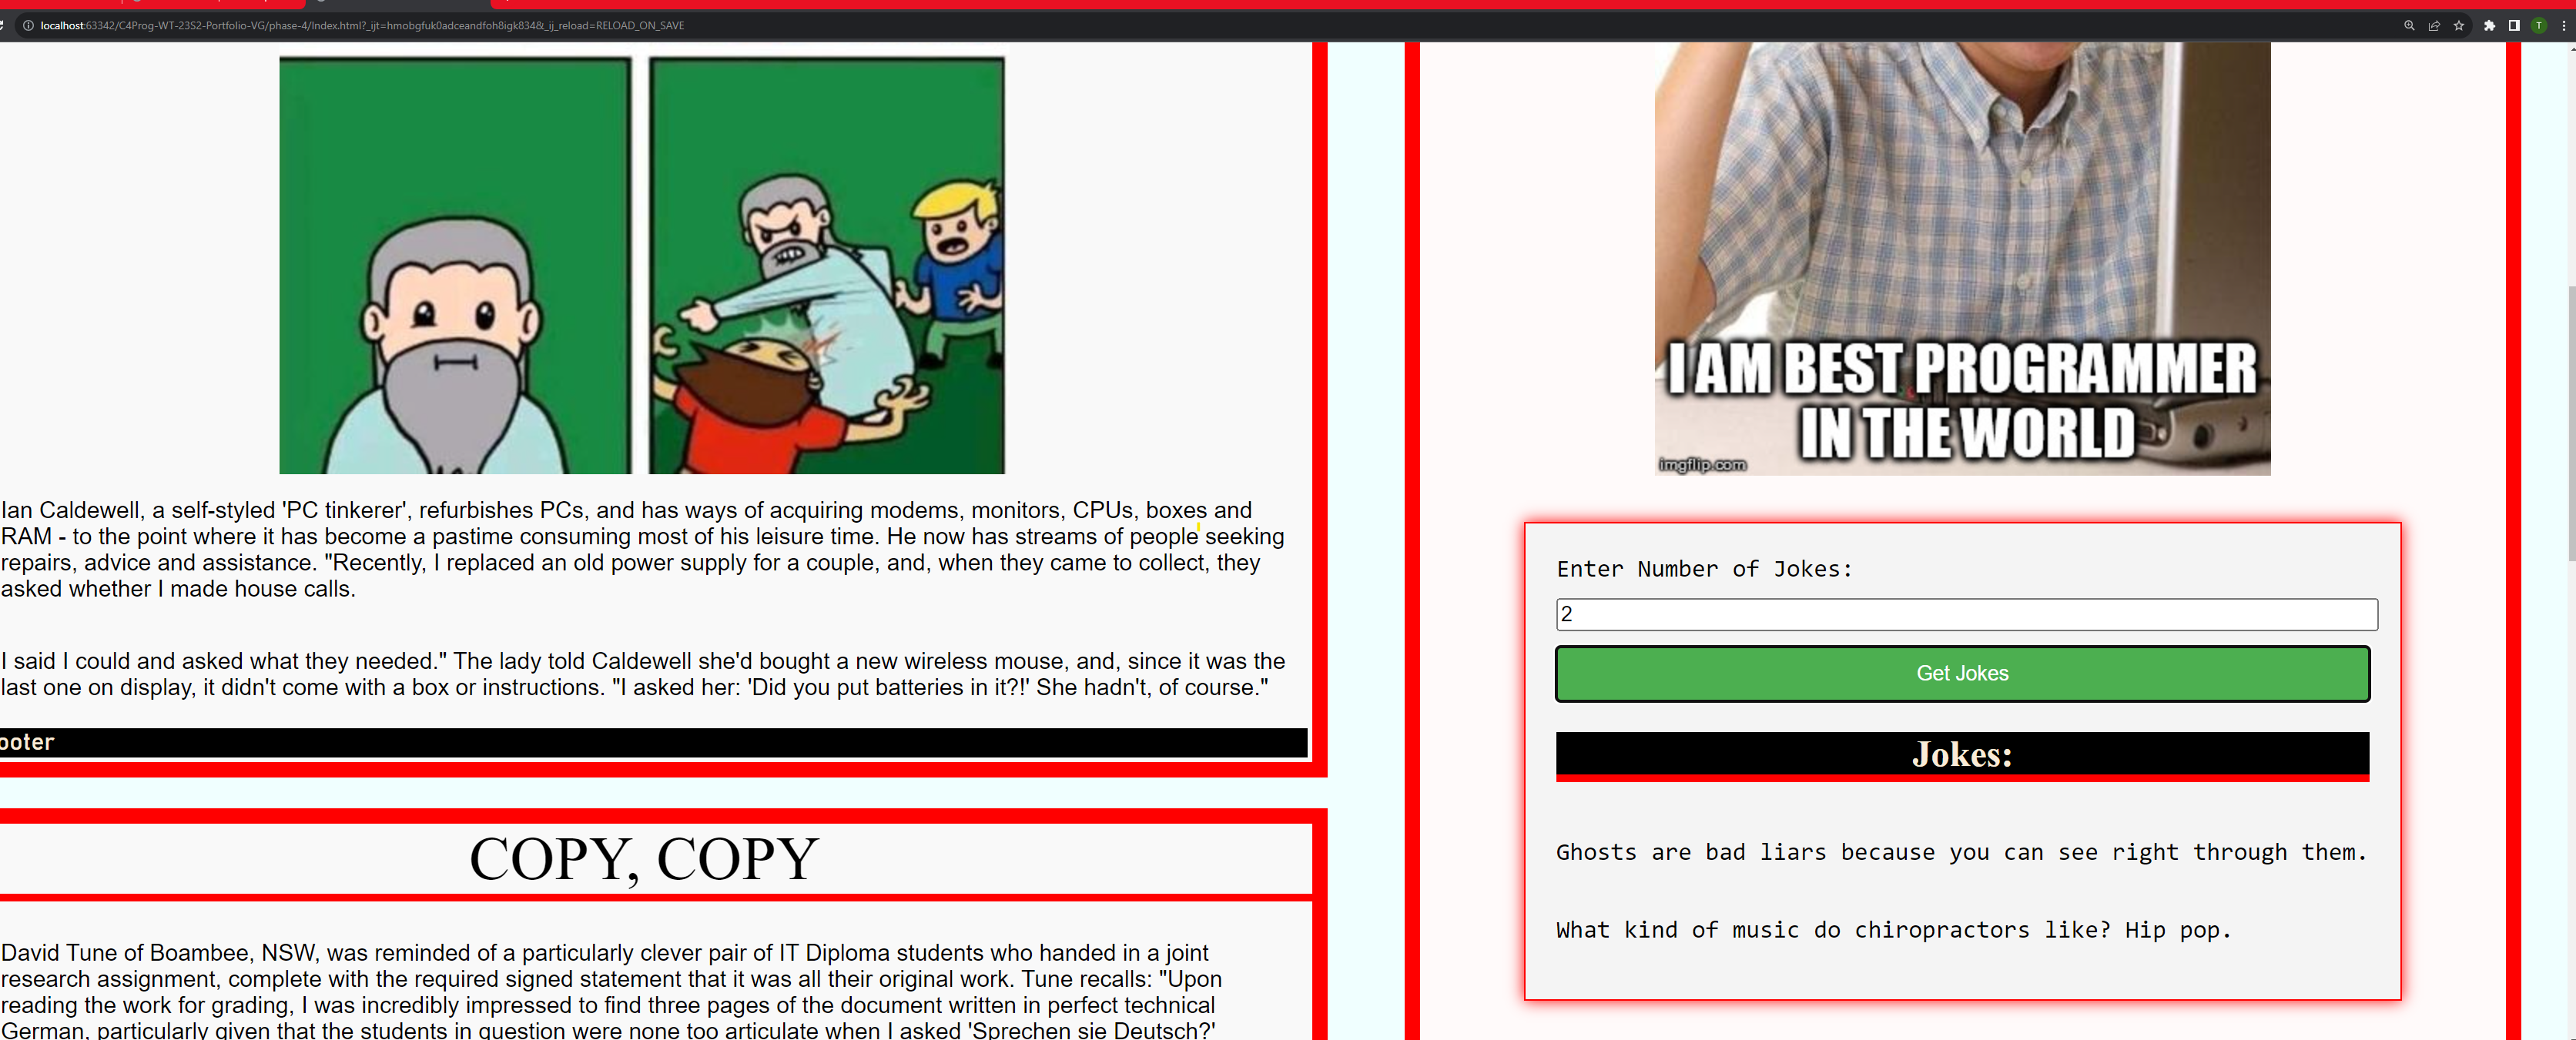 localhost:63342/C4Prog-WT-23S2-Portfolio-VG/phase-4/Index.html?_ijt=hmobgfuk0adceandfoh8igk834&_ij_reload=RELOAD_ON_SAVE
T
Ian Caldewell, a self-styled 'PC tinkerer', refurbishes PCs, and has ways of acquiring modems, monitors, CPUs, boxes and
RAM - to the point where it has become a pastime consuming most of his leisure time. He now has streams of people seeking
repairs, advice and assistance. "Recently, I replaced an old power supply for a couple, and, when they came to collect, they
asked whether I made house calls.
I said I could and asked what they needed." The lady told Caldewell she'd bought a new wireless mouse, and, since it was the
last one on display, it didn't come with a box or instructions. "I asked her: 'Did you put batteries in it?!' She hadn't, of course."
ooter
COPY, COPY
David Tune of Boambee, NSW, was reminded of a particularly clever pair of IT Diploma students who handed in a joint
research assignment, complete with the required signed statement that it was all their original work. Tune recalls: "Upon
reading the work for grading, I was incredibly impressed to find three pages of the document written in perfect technical
German, particularly given that the students in question were none too articulate when I asked 'Sprechen sie Deutsch?'
I AM BEST PROGRAMMER
IN THE WORLD
imgflip.com
Enter Number of Jokes:
2
Get Jokes
Jokes:
Ghosts are bad liars because you can see right through them.
What kind of music do chiropractors like? Hip pop.